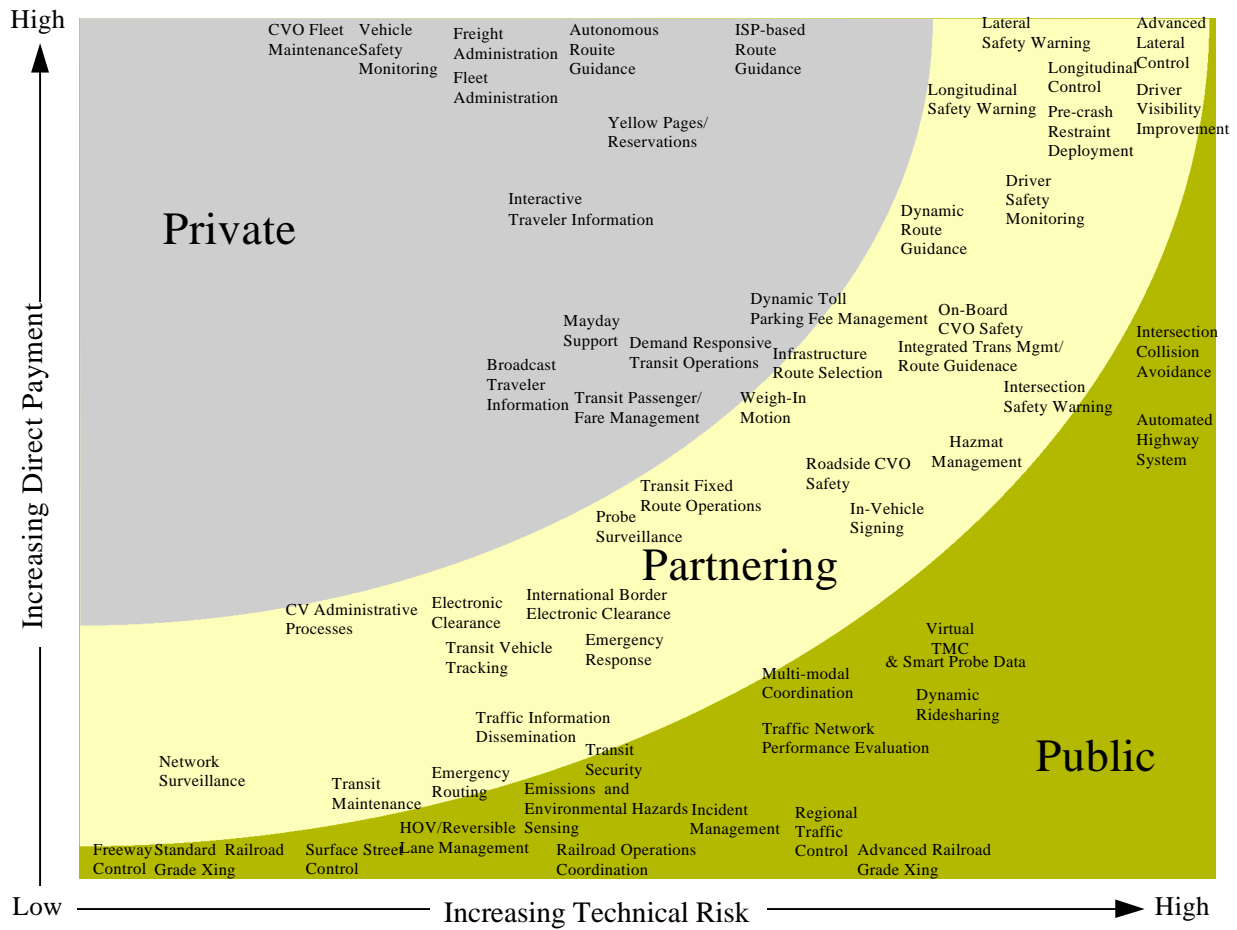 High
CVO Fleet
Maintenance
Vehicle
Safety
Monitoring
Freight
Administration
Fleet
Administration
Autonomous
Rouite
Guidance
ISP-based
Route
Guidance
Lateral
Safety Warning
Advanced
Lateral
Control
Longitudinal
Control
Longitudinal
Safety Warning
Driver
Visibility
Improvement
Pre-crash
Restraint
Deployment
Yellow Pages/
Reservations
Driver
Safety
Monitoring
Interactive
Traveler Information
Private
Dynamic
Route
Guidance
Dynamic Toll
Parking Fee Management
On-Board
CVO Safety
Mayday
Support
Demand Responsive
Transit Operations
Infrastructure
Route Selection
Integrated Trans Mgmt/
Route Guidenace
Intersection
Collision
Avoidance
Broadcast
Traveler
Information
Transit Passenger/
Fare Management
Weigh-In
Motion
Intersection
Safety Warning
Automated
Highway
System
Hazmat
Management
Roadside CVO
Safety
Transit Fixed
Route Operations
In-Vehicle
Signing
Probe
Surveillance
Partnering
Increasing Direct Payment
CV Administrative
Processes
Electronic
Clearance
International Border
Electronic Clearance
Transit Vehicle
Tracking
Emergency
Response
Virtual
TMC
& Smart Probe Data
Multi-modal
Coordination
Dynamic
Ridesharing
Traffic Information
Dissemination
Traffic Network
Performance Evaluation
Public
Transit
Security
Network
Surveillance
Transit
Maintenance
Emergency
Routing
Emissions and
Environmental Hazards
Sensing
Incident
Management
Regional
Traffic
Control
HOV/Reversible
Lane Management
Freeway
Control
Standard Railroad
Grade Xing
Surface Street
Control
Railroad Operations
Coordination
Advanced Railroad
Grade Xing
Low
Increasing Technical Risk
High